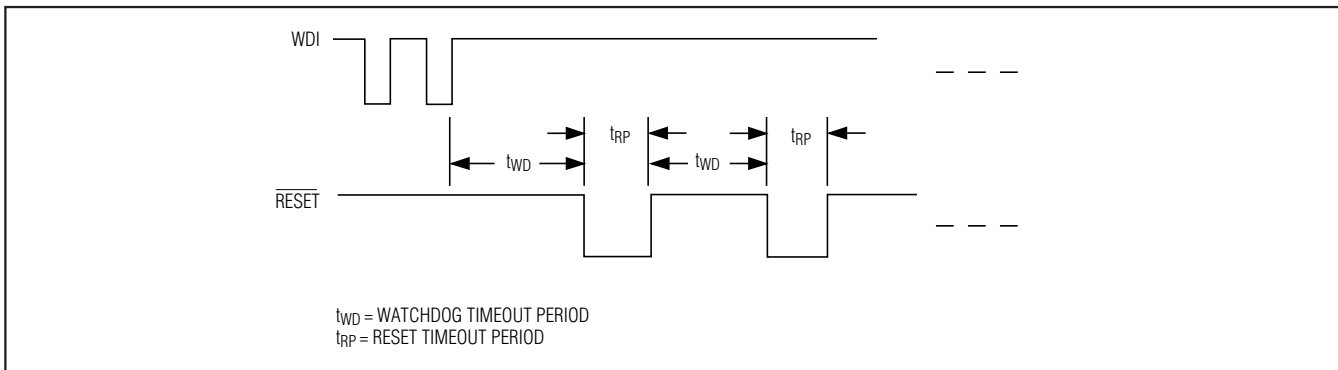 WDI
tRP
tRP
tWD
tWD
RESET
tWD = WATCHDOG TIMEOUT PERIOD
tRP = RESET TIMEOUT PERIOD